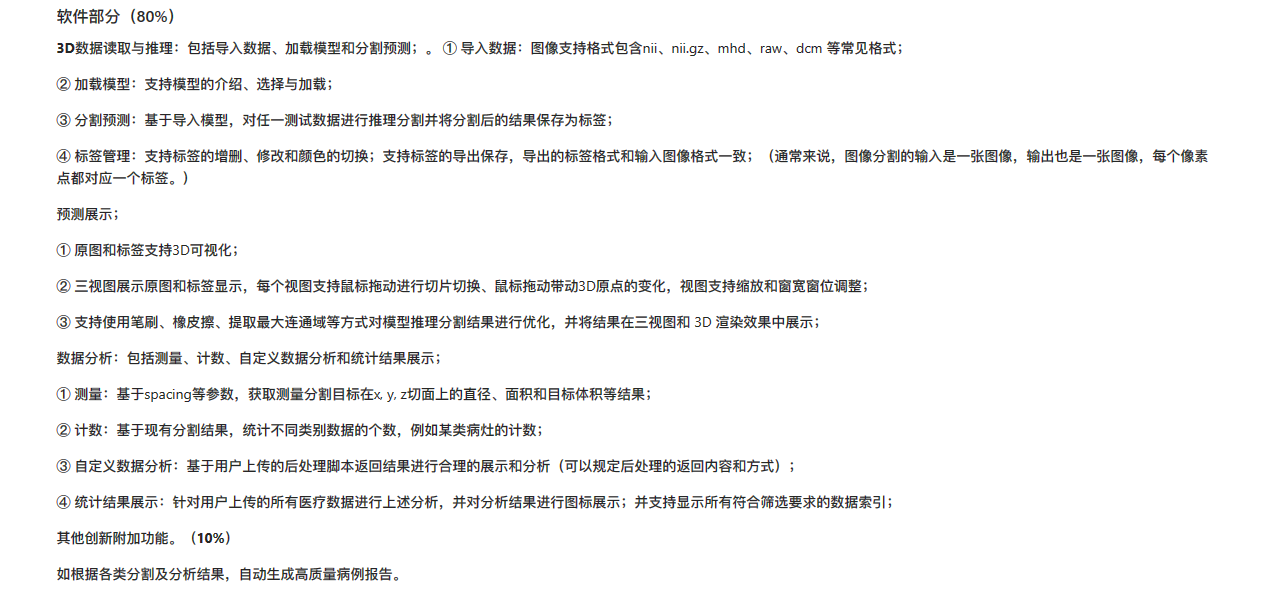 软件部分（80%）
3D数据读取与推理：包括导入数据、加载模型和分割预测；。 ① 导入数据：图像支持格式包含nii、nii.gz、mhd、raw、dcm 等常见格式；
② 加载模型：支持模型的介绍、选择与加载；
③ 分割预测：基于导入模型，对任一测试数据进行推理分割并将分割后的结果保存为标签；
④ 标签管理：支持标签的增删、修改和颜色的切换；支持标签的导出保存，导出的标签格式和输入图像格式一致；（通常来说，图像分割的输入是一张图像，输出也是一张图像，每个像素
点都对应一个标签。）
预测展示；
① 原图和标签支持3D可视化；
② 三视图展示原图和标签显示，每个视图支持鼠标拖动进行切片切换、鼠标拖动带动3D原点的变化，视图支持缩放和窗宽窗位调整；
③ 支持使用笔刷、橡皮擦、提取最大连通域等方式对模型推理分割结果进行优化，并将结果在三视图和 3D 渲染效果中展示；
数据分析：包括测量、计数、自定义数据分析和统计结果展示；
① 测量：基于spacing等参数，获取测量分割目标在x, y, z切面上的直径、面积和目标体积等结果；
② 计数：基于现有分割结果，统计不同类别数据的个数，例如某类病灶的计数；
③ 自定义数据分析：基于用户上传的后处理脚本返回结果进行合理的展示和分析（可以规定后处理的返回内容和方式）；
④ 统计结果展示：针对用户上传的所有医疗数据进行上述分析，并对分析结果进行图标展示；并支持显示所有符合筛选要求的数据索引；
其他创新附加功能。（10%）
如根据各类分割及分析结果，自动生成高质量病例报告。